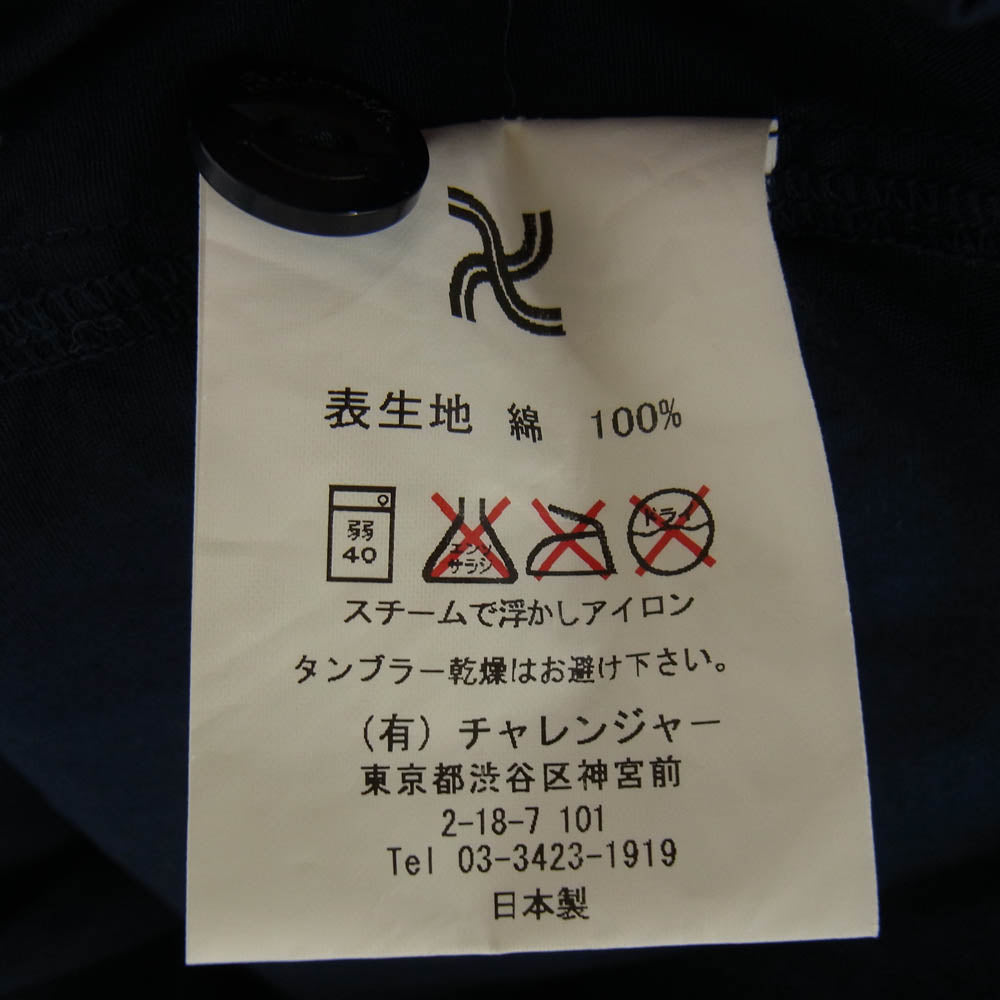 表生地 綿 100%
弱
40
エンソ
サラシ
ドライ
スチームで浮かしアイロン
タンブラー乾燥はお避け下さい。
(有) チャレンジャー
東京都渋谷区神宮前
2-18-7 101
Tel 03-3423-1919
日本製